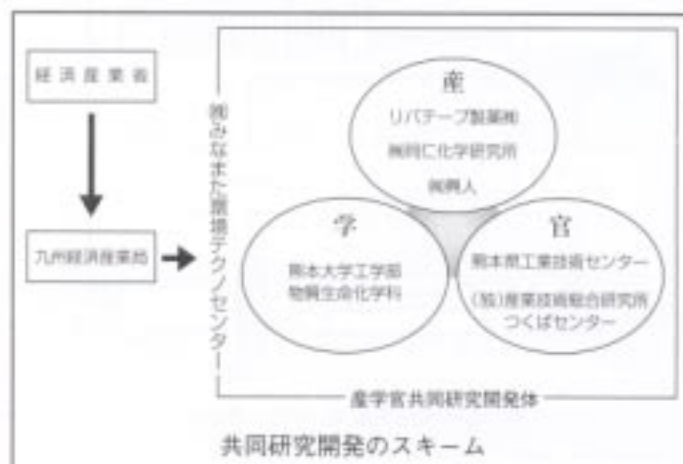 経済産業省
九州経済産業局
㈱みなまた環境テクノセンター
産
リバテープ製薬㈱
㈱同仁化学研究所
㈱興人
学
熊本大学工学部
物質生命化学科
官
熊本県工業技術センター
(独)産業技術総合研究所
つくばセンター
産学官共同研究開発体
共同研究開発のスキーム